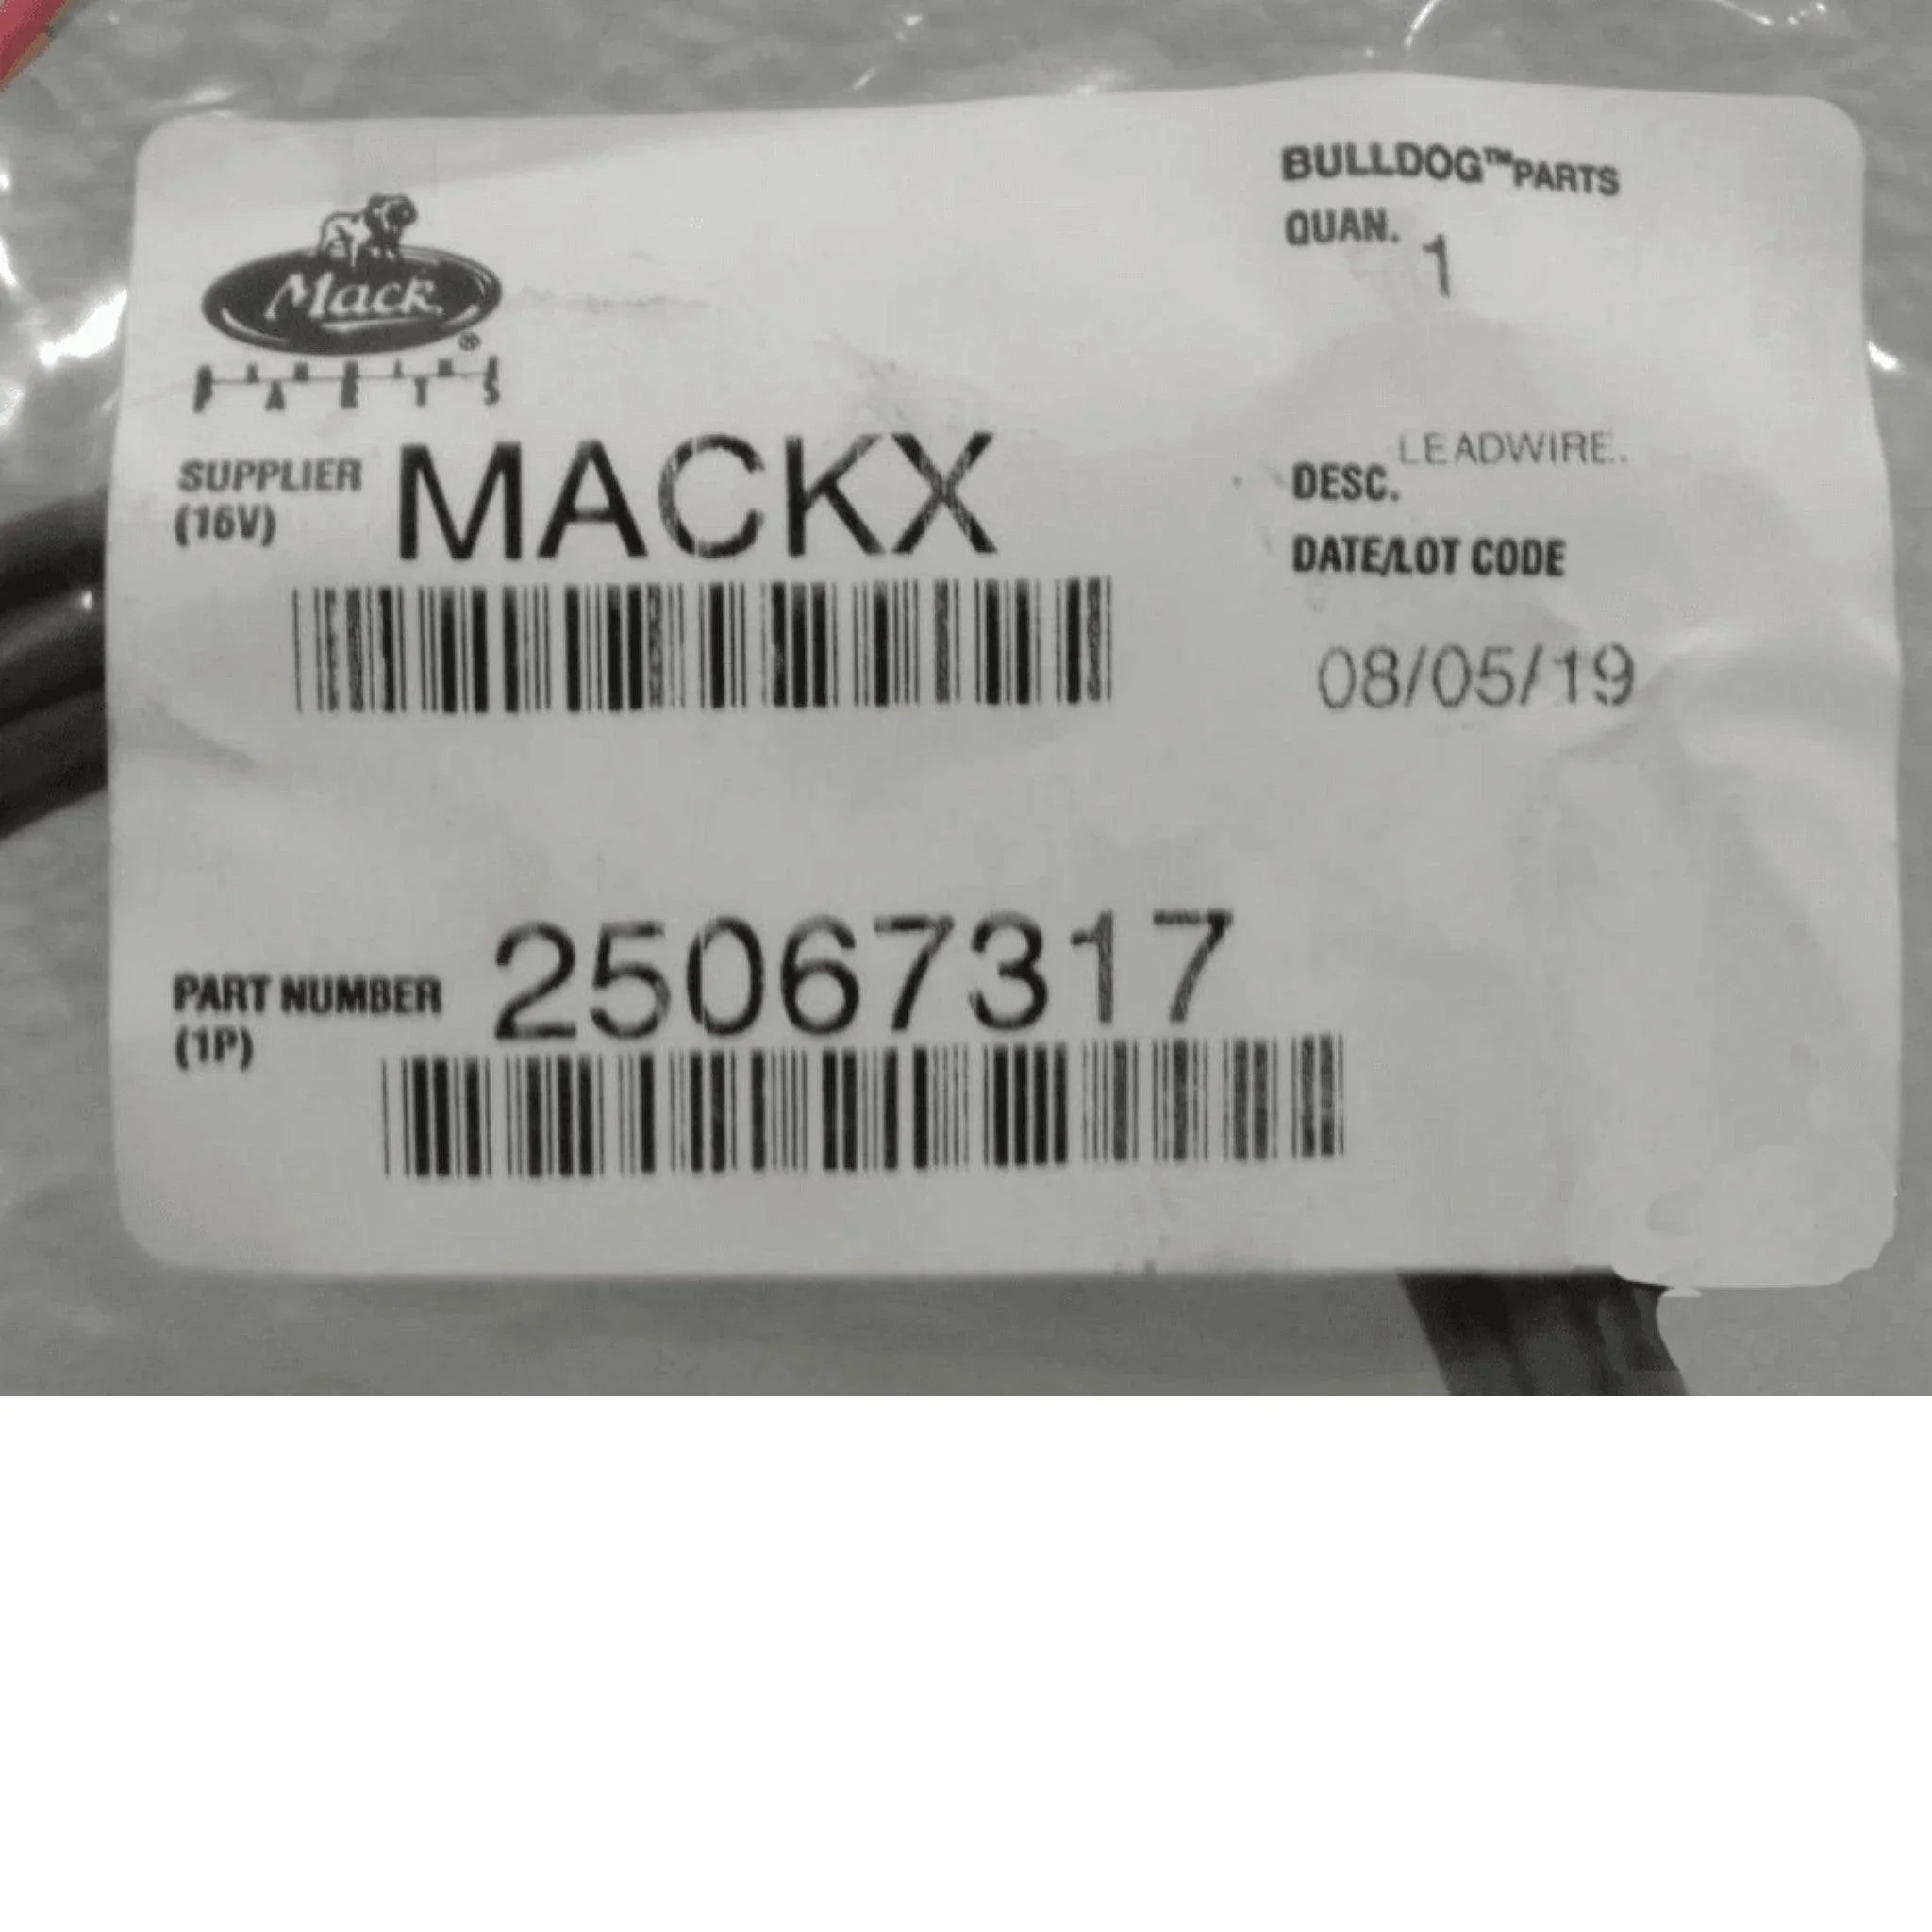 Mack®
PARTS
BULLDOG™PARTS
QUAN. 1
SUPPLIER MACKX
(16V)
LEADWIRE.
DESC.
DATE/LOT CODE
08/05/19
PART NUMBER 25067317
(1P)